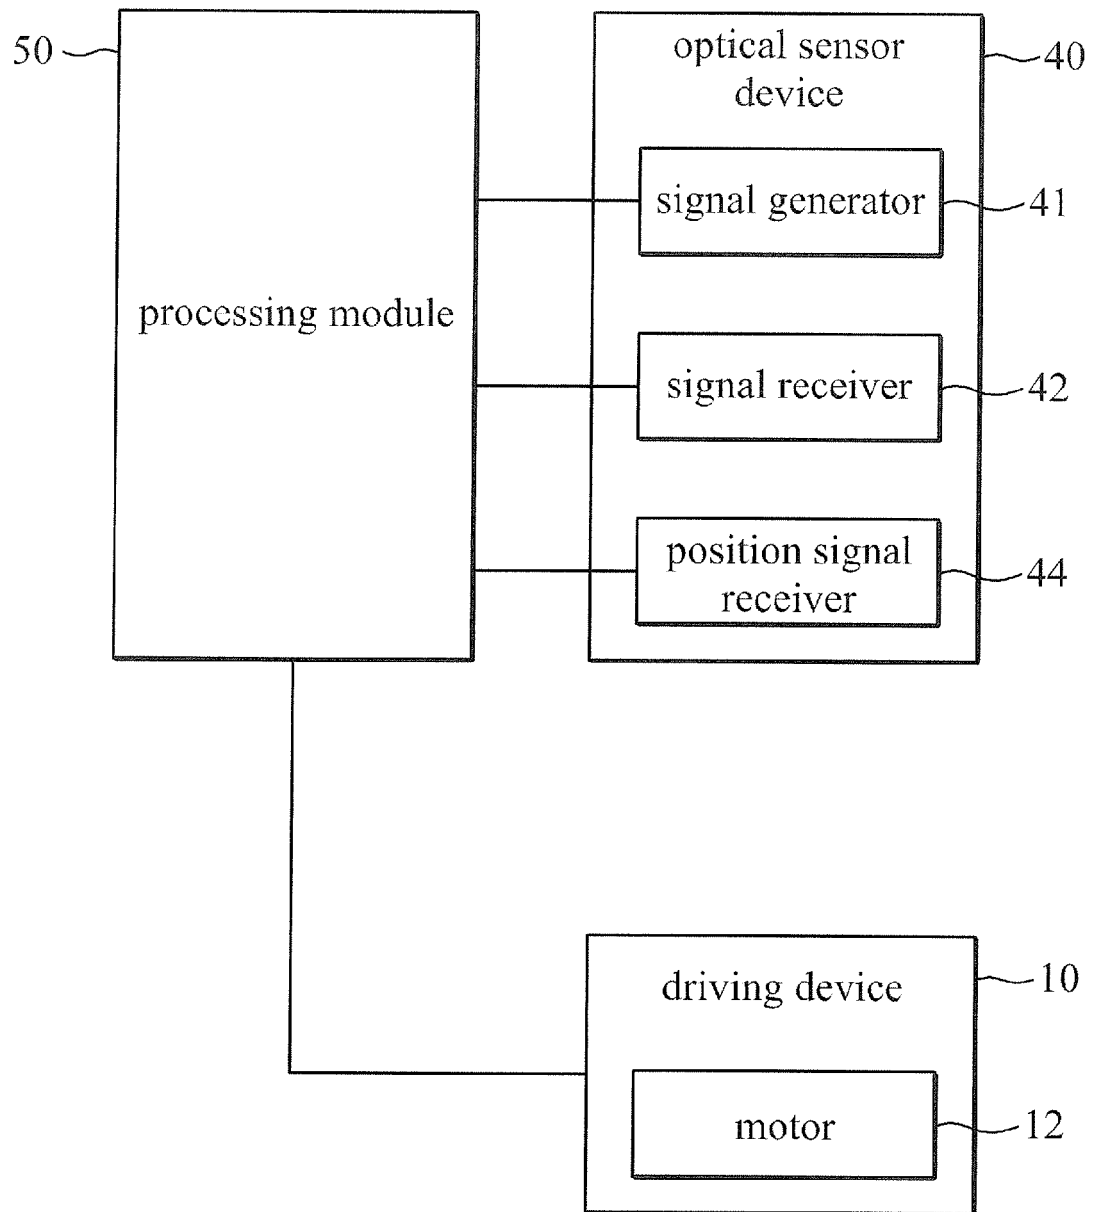 50
optical sensor
device
40
signal generator
41
processing module
signal receiver
42
position signal
receiver
44
driving device
10
motor
12